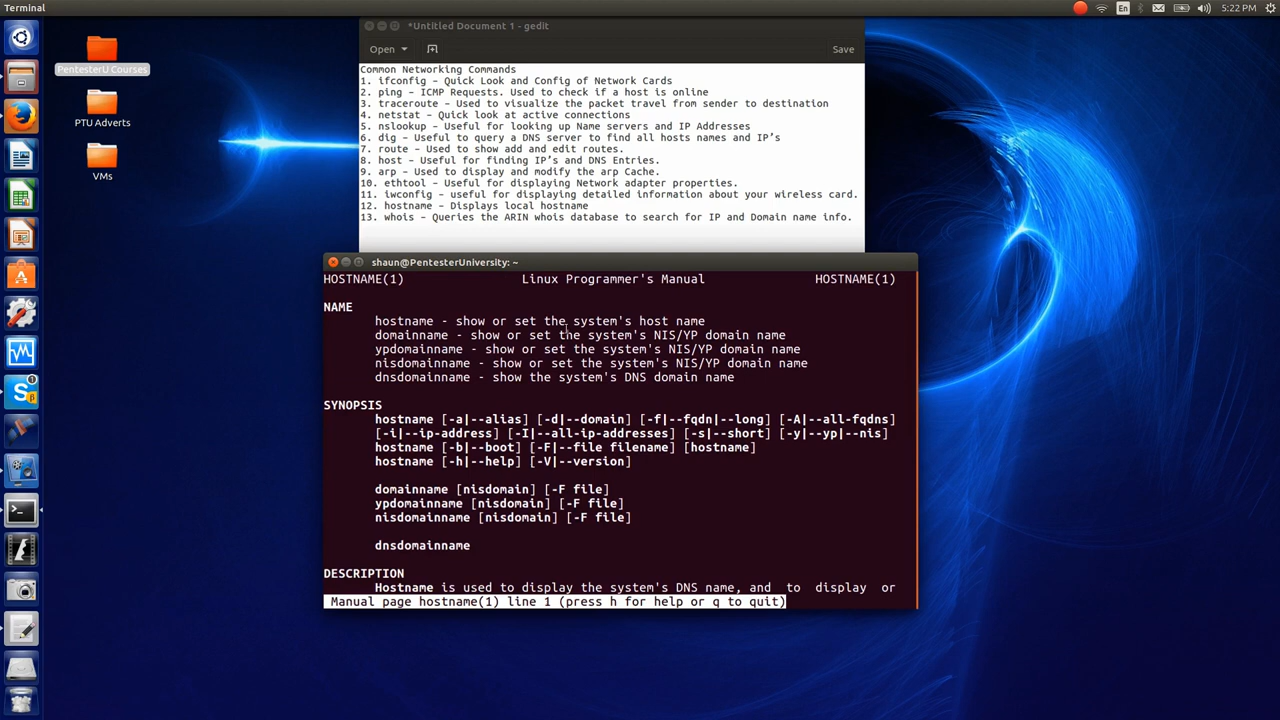 Terminal
En
5:22 PM
PentesterU Courses
PTU Adverts
VMs
*Untitled Document 1 - gedit
Open
Save
Common Networking Commands
1. ifconfig – Quick Look and Config of Network Cards
2. ping – ICMP Requests. Used to check if a host is online
3. traceroute – Used to visualize the packet travel from sender to destination
4. netstat – Quick look at active connections
5. nslookup – Useful for looking up Name servers and IP Addresses
6. dig – Useful to query a DNS server to find all hosts names and IP’s
7. route – Used to show add and edit routes.
8. host – Useful for finding IP’s and DNS Entries.
9. arp – Used to display and modify the arp Cache.
10. ethtool – Useful for displaying Network adapter properties.
11. iwconfig – useful for displaying detailed information about your wireless card.
12. hostname – Displays local hostname
13. whois – Queries the ARIN whois database to search for IP and Domain name info.
shaun@PentesterUniversity: ~
HOSTNAME(1) Linux Programmer's Manual HOSTNAME(1)
NAME
hostname - show or set the system's host name
domainname - show or set the system's NIS/YP domain name
ypdomainname - show or set the system's NIS/YP domain name
nisdomainname - show or set the system's NIS/YP domain name
dnsdomainname - show the system's DNS domain name
SYNOPSIS
hostname [-a|--alias] [-d|--domain] [-f|--fqdn|--long] [-A|--all-fqdns]
[-i|--ip-address] [-I|--all-ip-addresses] [-s|--short] [-y|--yp|--nis]
hostname [-b|--boot] [-F|--file filename] [hostname]
hostname [-h|--help] [-V|--version]
domainname [nisdomain] [-F file]
ypdomainname [nisdomain] [-F file]
nisdomainname [nisdomain] [-F file]
dnsdomainname
DESCRIPTION
Hostname is used to display the system's DNS name, and to display or
Manual page hostname(1) line 1 (press h for help or q to quit)